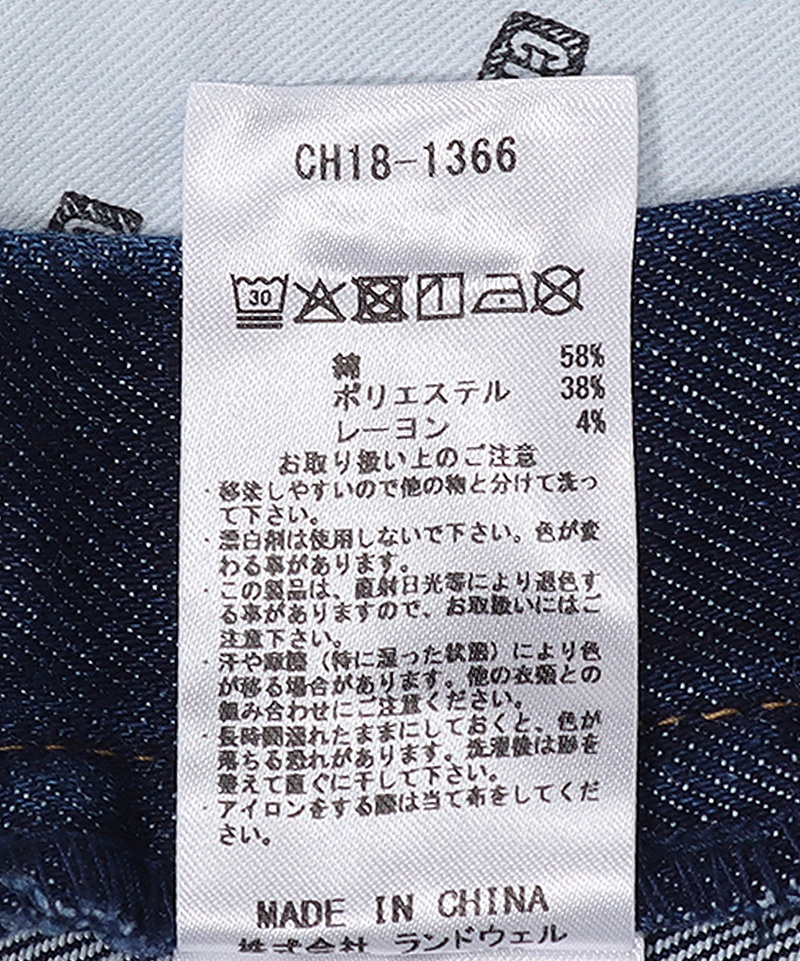 CH18-1366
30
綿 58%
ポリエステル 38%
レーヨン 4%
お取り扱い上のご注意
・移染しやすいので他の物と分けて洗っ
て下さい。
・漂白剤は使用しないで下さい。色が変
わる事があります。
・この製品は、直射日光等により退色す
る事がありますので、お取扱いにはご
注意下さい。
・汗や摩擦（特に湿った状態）により色
が移る場合があります。他の衣類との
組み合わせにご注意ください。
・長時間濡れたままにしておくと、色が
落ちる恐れがあります。洗濯後は形を
整えて直ぐに干して下さい。
・アイロンをする際は当て布をしてくだ
さい。
MADE IN CHINA
株式会社 ランドウェル